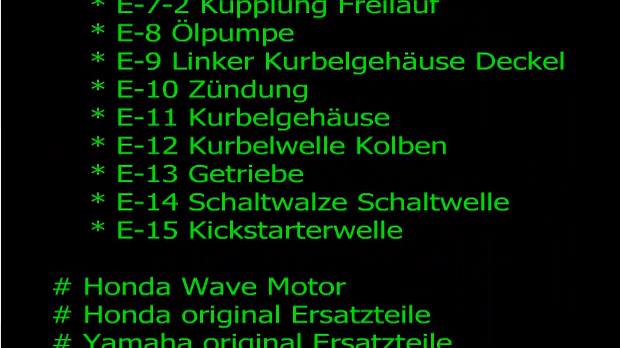 * E-7-2 Kupplung Freilauf
* E-8 Ölpumpe
* E-9 Linker Kurbelgehäuse Deckel
* E-10 Zündung
* E-11 Kurbelgehäuse
* E-12 Kurbelwelle Kolben
* E-13 Getriebe
* E-14 Schaltwalze Schaltwelle
* E-15 Kickstarterwelle
# Honda Wave Motor
# Honda original Ersatzteile
# Yamaha original Ersatzteile